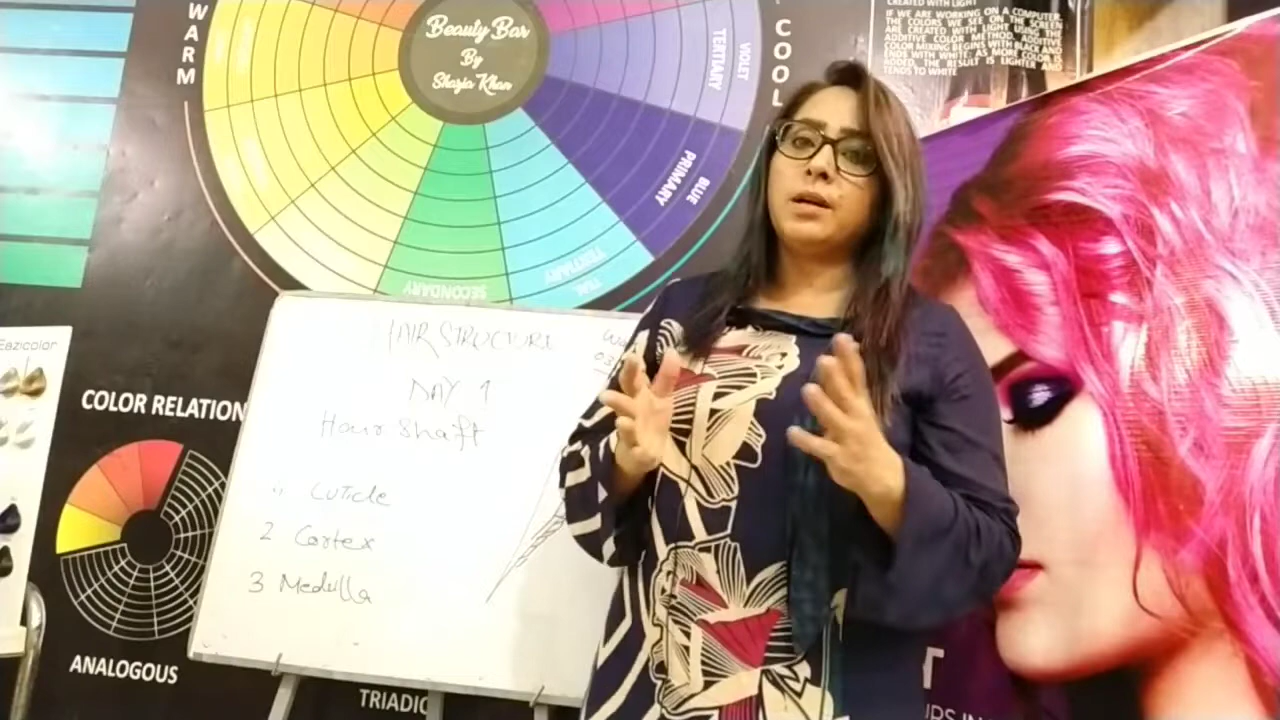 WARM
Beauty Bar
By
Shazia Khan
COOL
VIOLET
TERTIARY
BLUE
PRIMARY
TERTIARY
SECONDARY
CREATED WITH LIGHT
IF WE ARE WORKING ON A COMPUTER,
THE COLORS WE SEE ON THE SCREEN
ARE CREATED WITH LIGHT USING THE
ADDITIVE COLOR METHOD. ADDITIVE
COLOR MIXING BEGINS WITH BLACK AND
ENDS WITH WHITE; AS MORE COLOR IS
ADDED, THE RESULT IS LIGHTER AND
TENDS TO WHITE
Eazicolor
COLOR RELATION
ANALOGOUS
TRIADIC
HAIR STRUCTURE
DAY 1
Hair Shaft
1 Cuticle
2 Cortex
3 Medulla